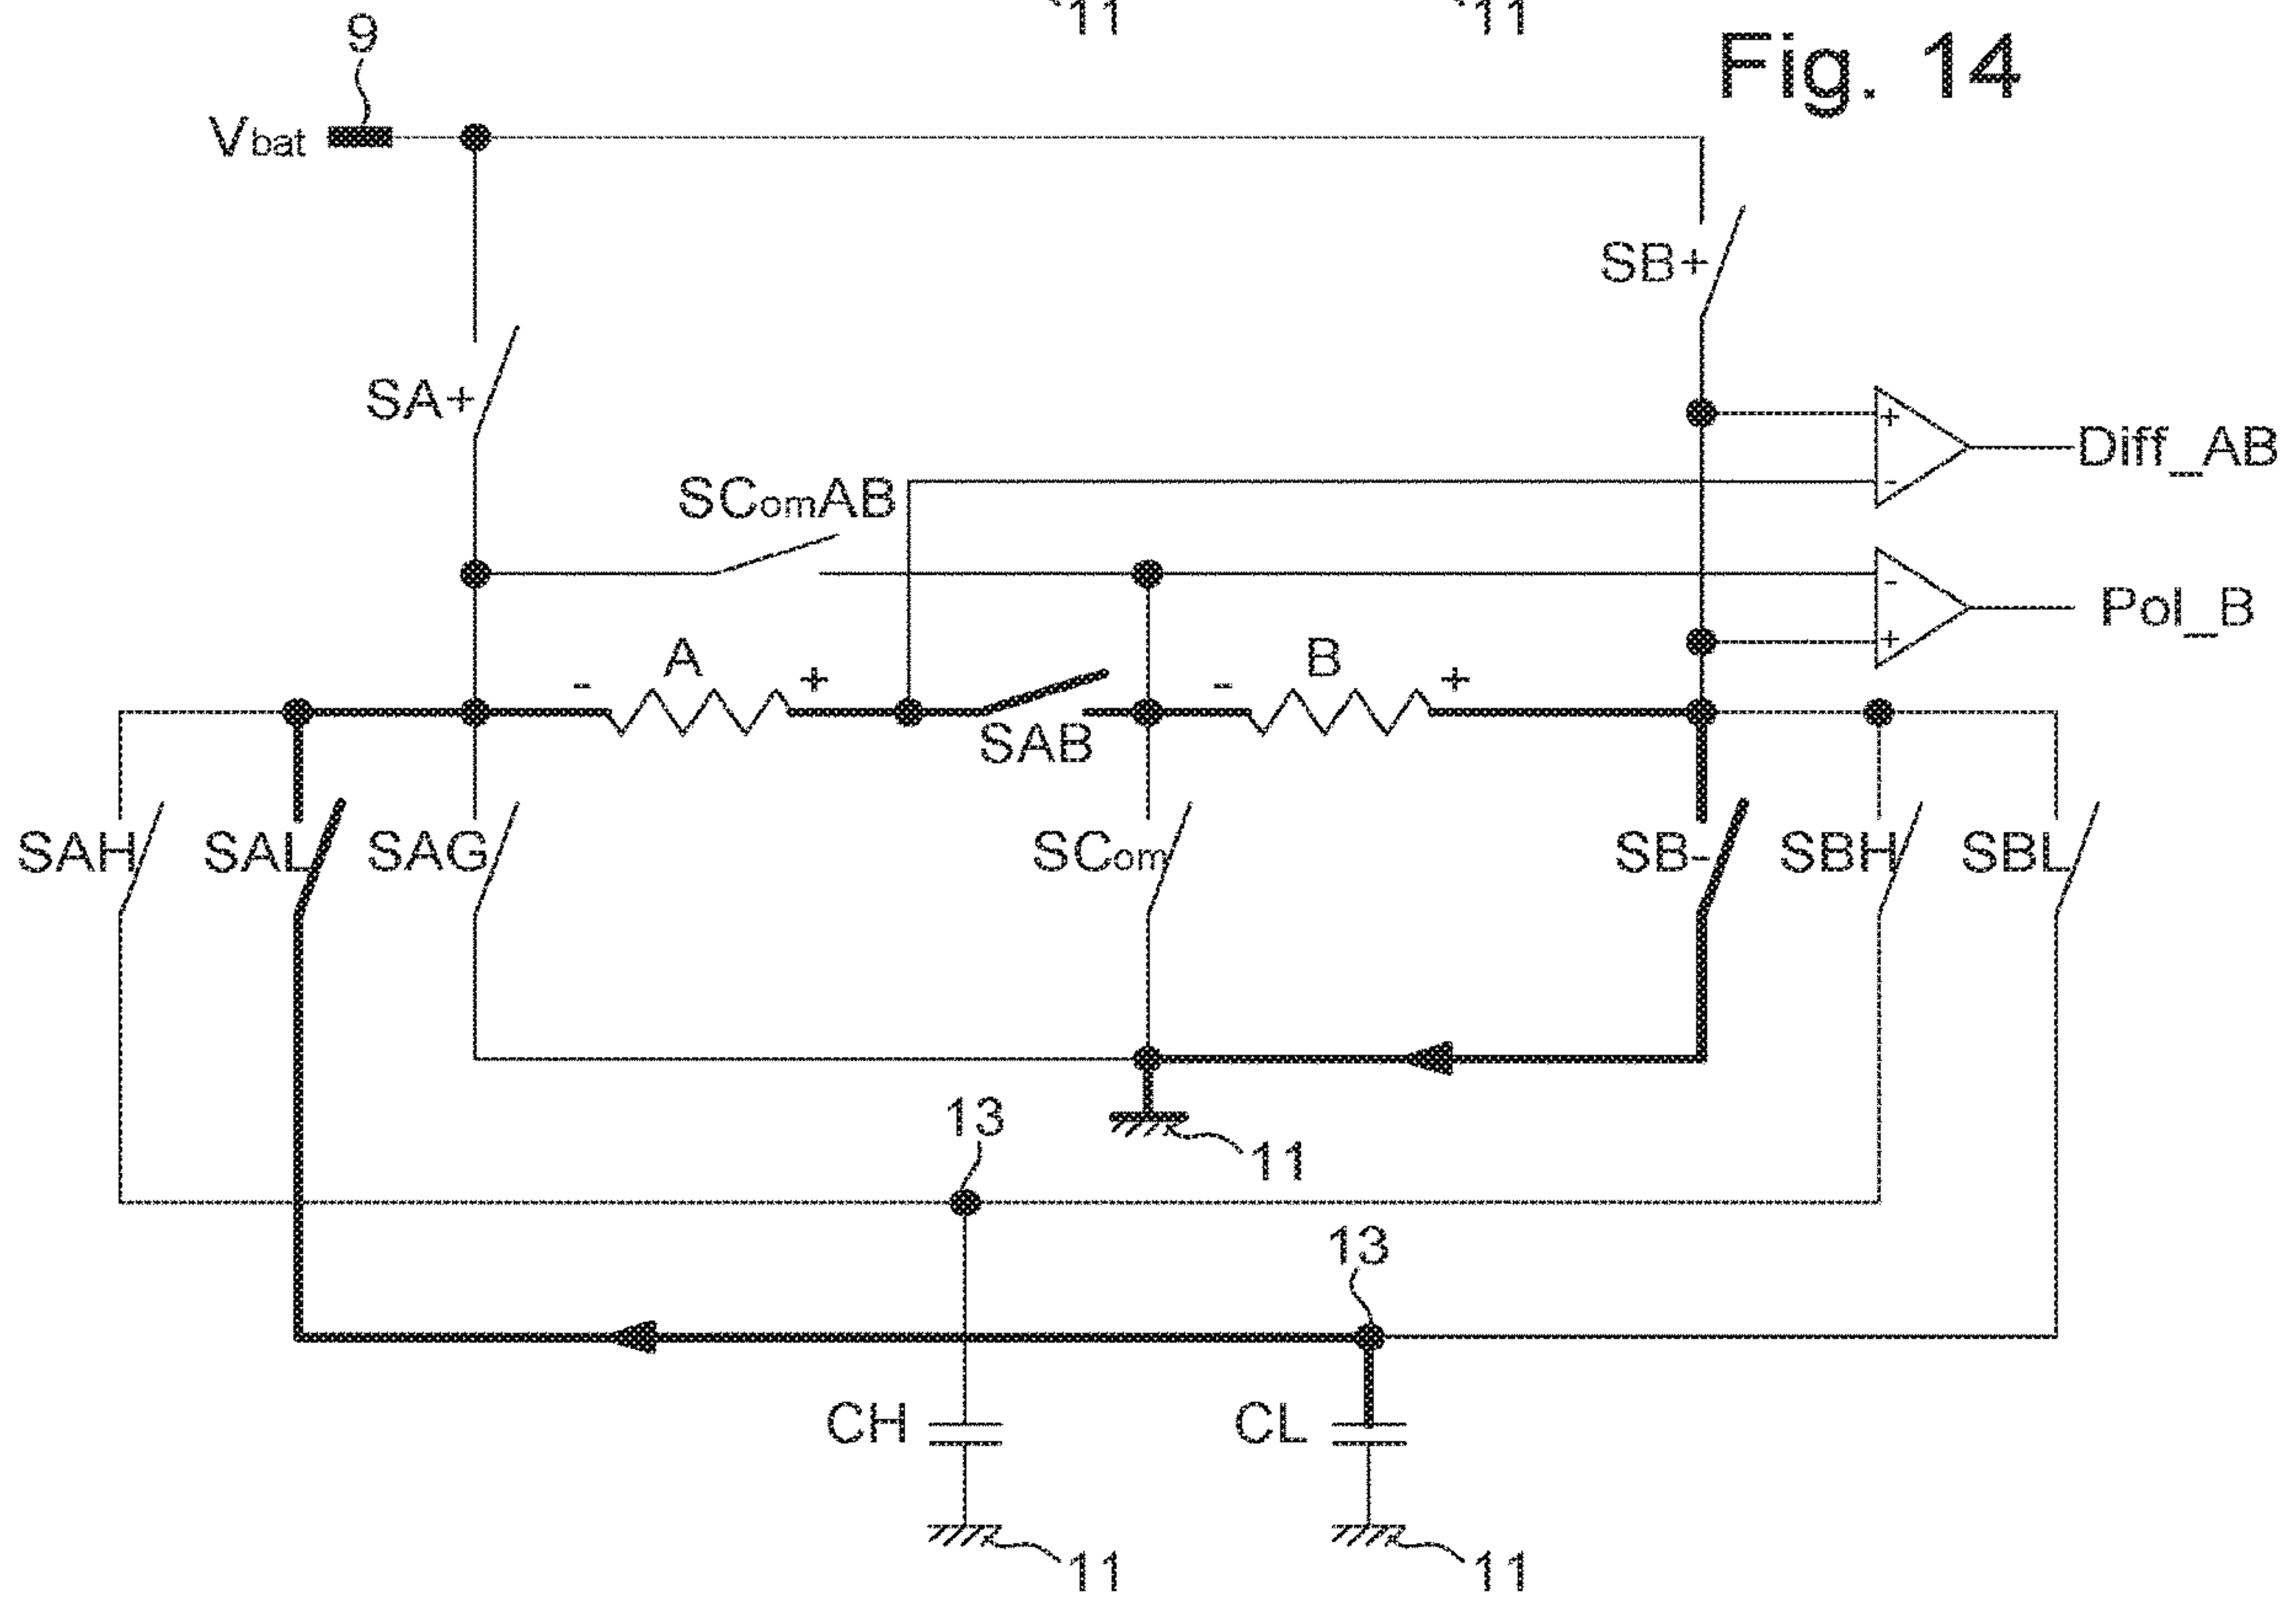 11 11
Fig. 14
9
Vbat
SB+
SA+
Diff_AB
SComAB
Pol_B
A
B
- + - +
+
-
-
+
SAB
SAH SAL SAG SCom SB- SBH SBL
13
11
13
CH CL
11 11